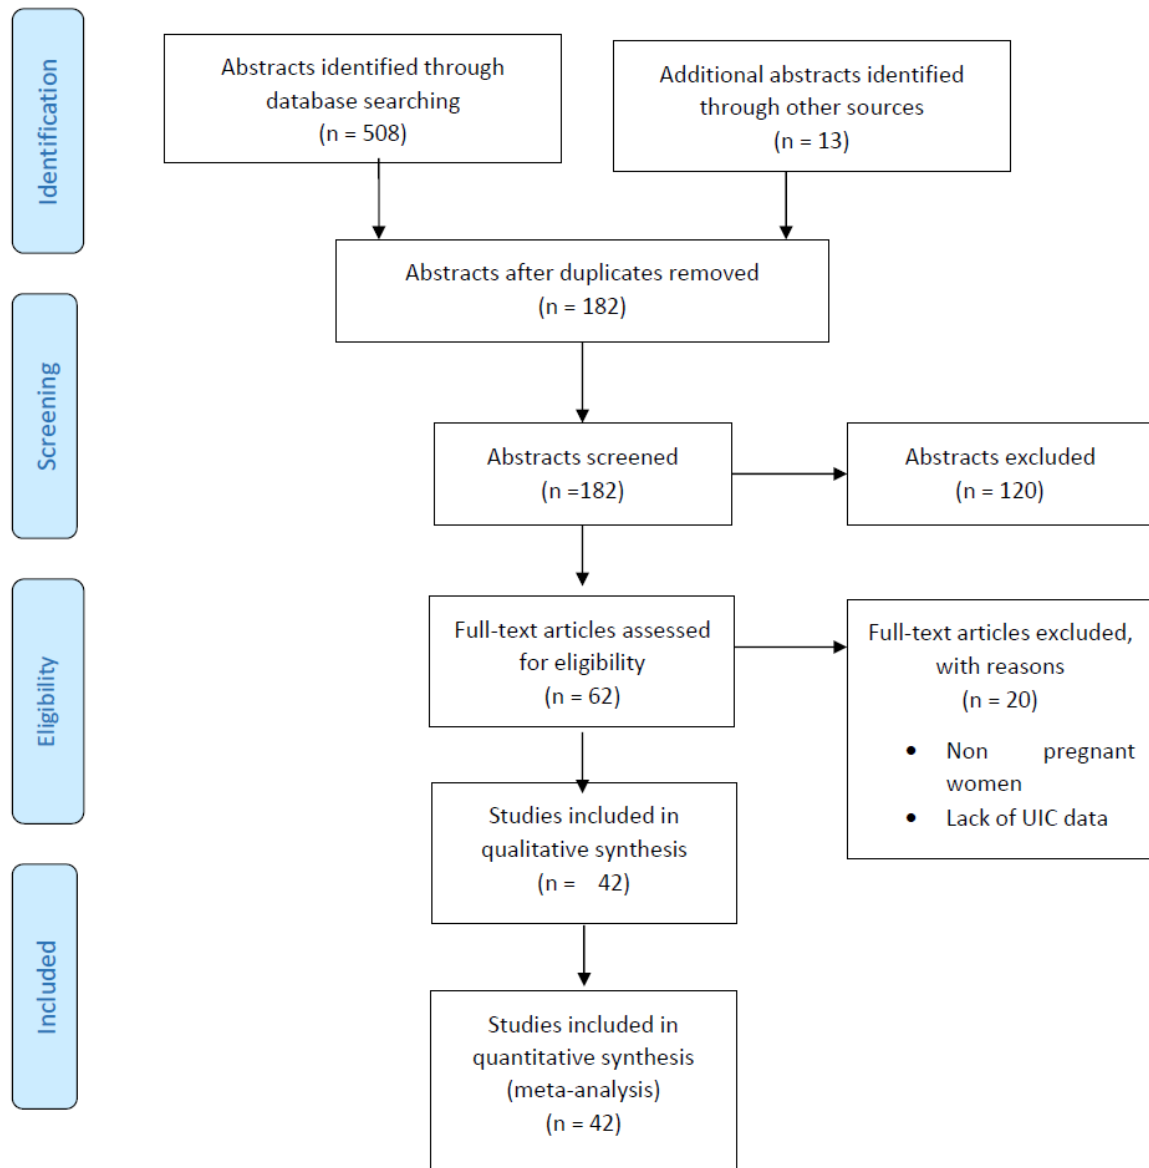 Identification
Abstracts identified through
database searching
(n = 508)
Additional abstracts identified
through other sources
(n = 13)
Abstracts after duplicates removed
(n = 182)
Screening
Abstracts screened
(n =182)
Abstracts excluded
(n = 120)
Eligibility
Full-text articles assessed
for eligibility
(n = 62)
Full-text articles excluded,
with reasons
(n = 20)
• Non pregnant
women
• Lack of UIC data
Studies included in
qualitative synthesis
(n = 42)
Included
Studies included in
quantitative synthesis
(meta-analysis)
(n = 42)